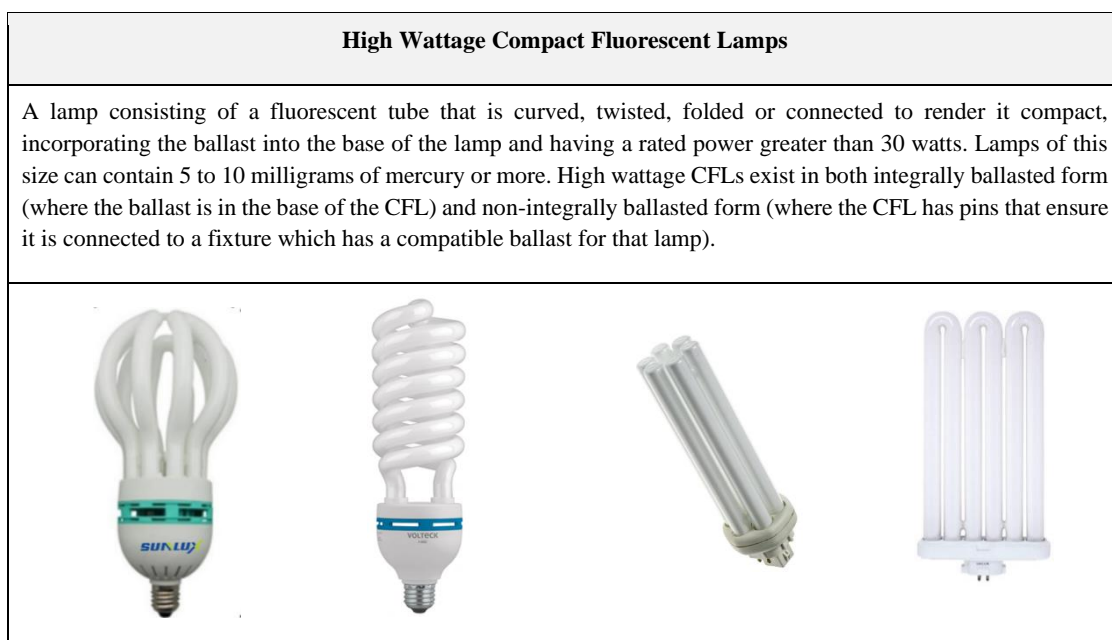 High Wattage Compact Fluorescent Lamps
A lamp consisting of a fluorescent tube that is curved, twisted, folded or connected to render it compact,
incorporating the ballast into the base of the lamp and having a rated power greater than 30 watts. Lamps of this
size can contain 5 to 10 milligrams of mercury or more. High wattage CFLs exist in both integrally ballasted form
(where the ballast is in the base of the CFL) and non-integrally ballasted form (where the CFL has pins that ensure
it is connected to a fixture which has a compatible ballast for that lamp).
SUNLUX
VOLTECK